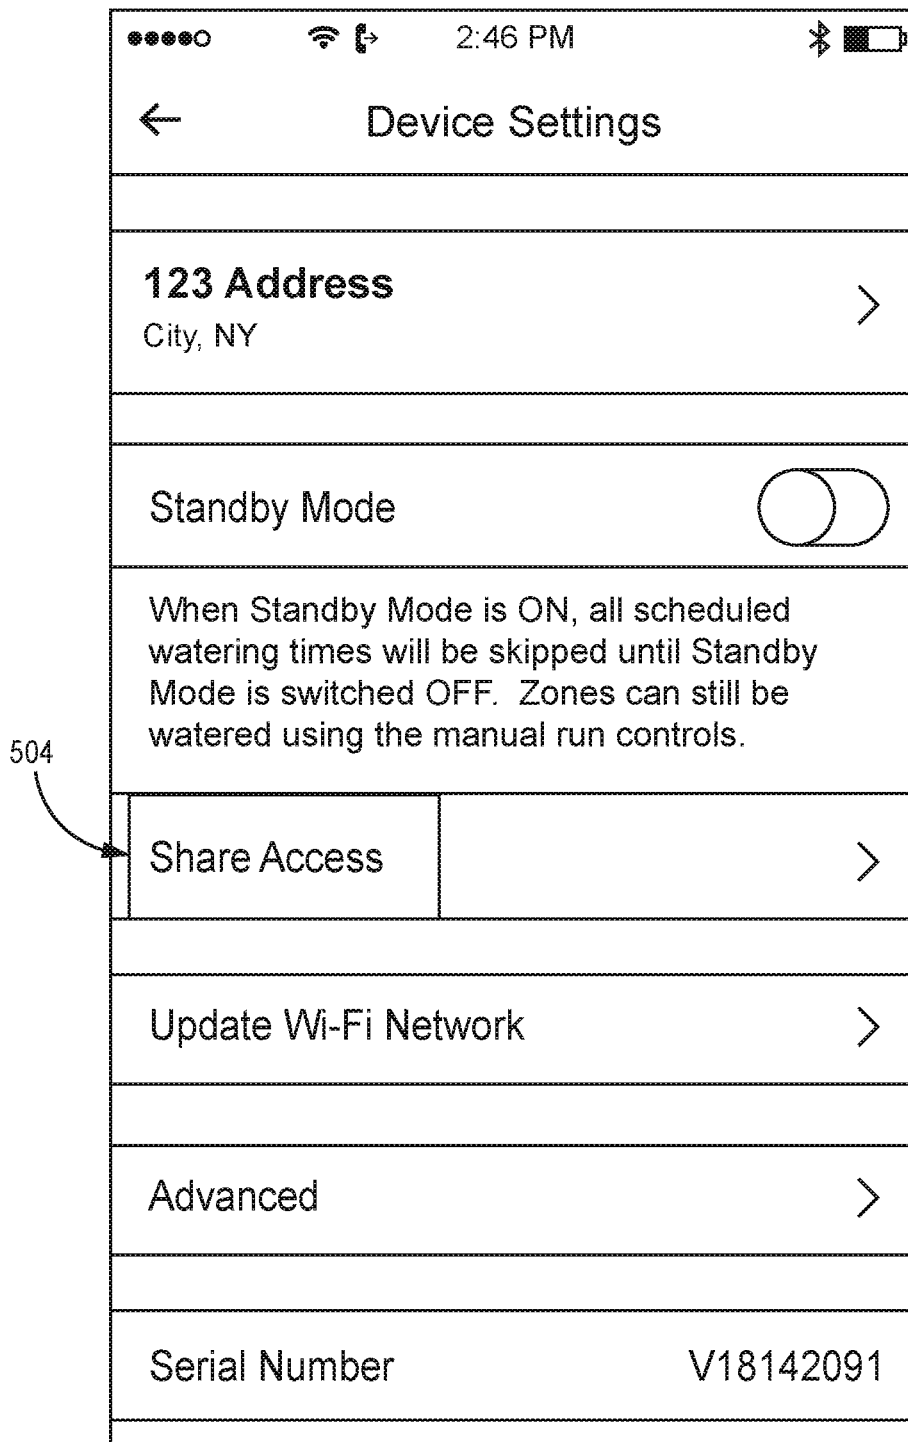 2:46 PM
Device Settings
123 Address
City, NY
Standby Mode
When Standby Mode is ON, all scheduled
watering times will be skipped until Standby
Mode is switched OFF.  Zones can still be
watered using the manual run controls.
504
Share Access
Update Wi-Fi Network
Advanced
Serial Number V18142091